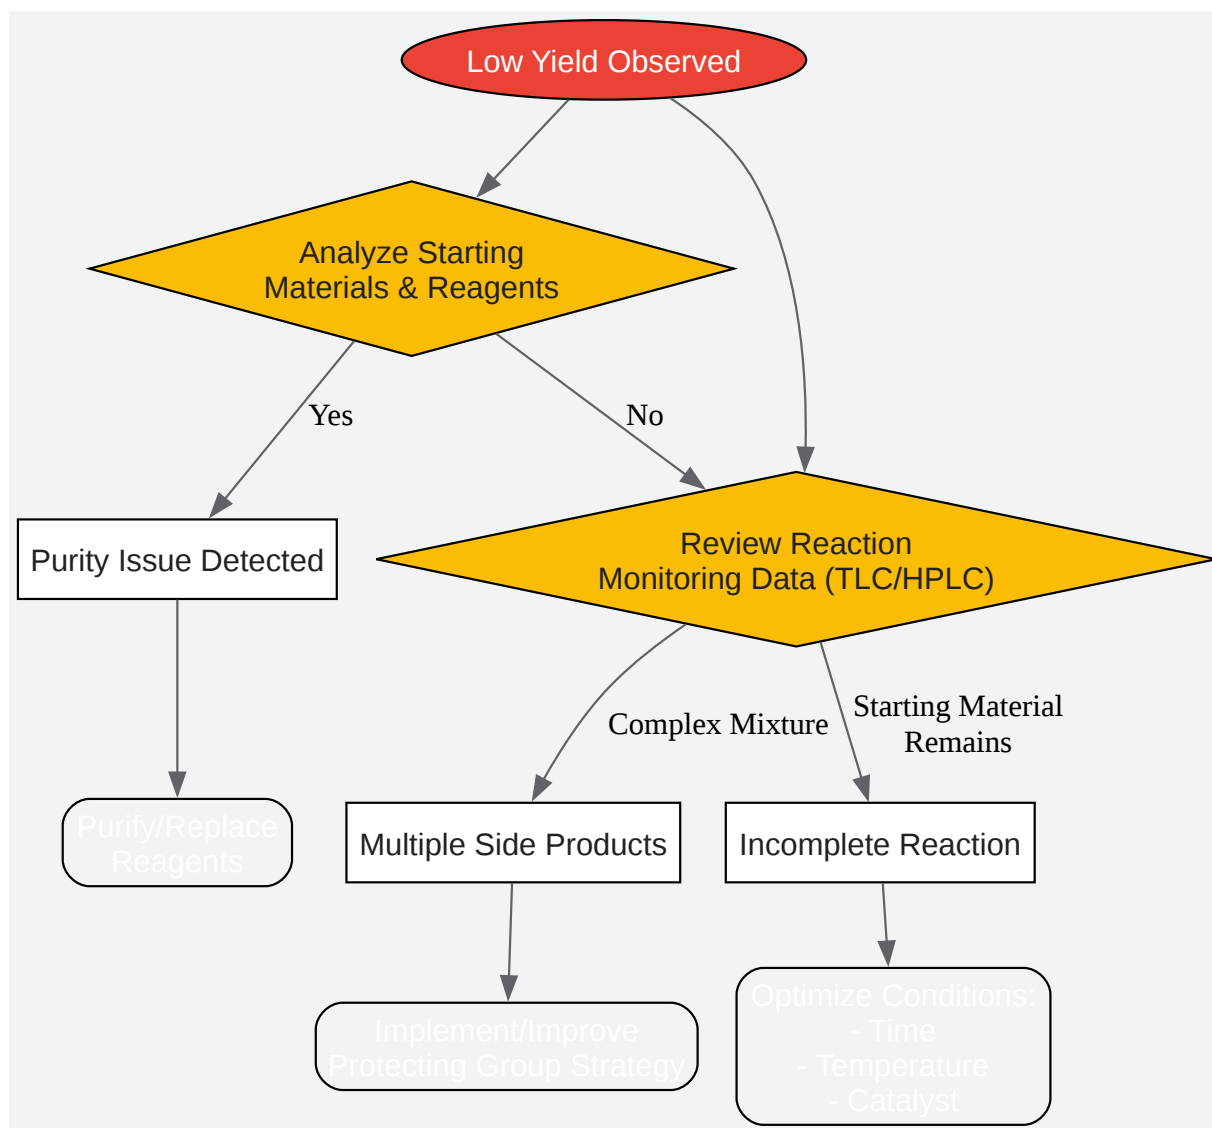 Low Yield Observed
Analyze Starting
Materials & Reagents
Yes
No
Purity Issue Detected
Review Reaction
Monitoring Data (TLC/HPLC)
Complex Mixture
Starting Material
Remains
Purify/Replace
Reagents
Multiple Side Products
Incomplete Reaction
Implement/Improve
Protecting Group Strategy
Optimize Conditions:
- Time
- Temperature
- Catalyst